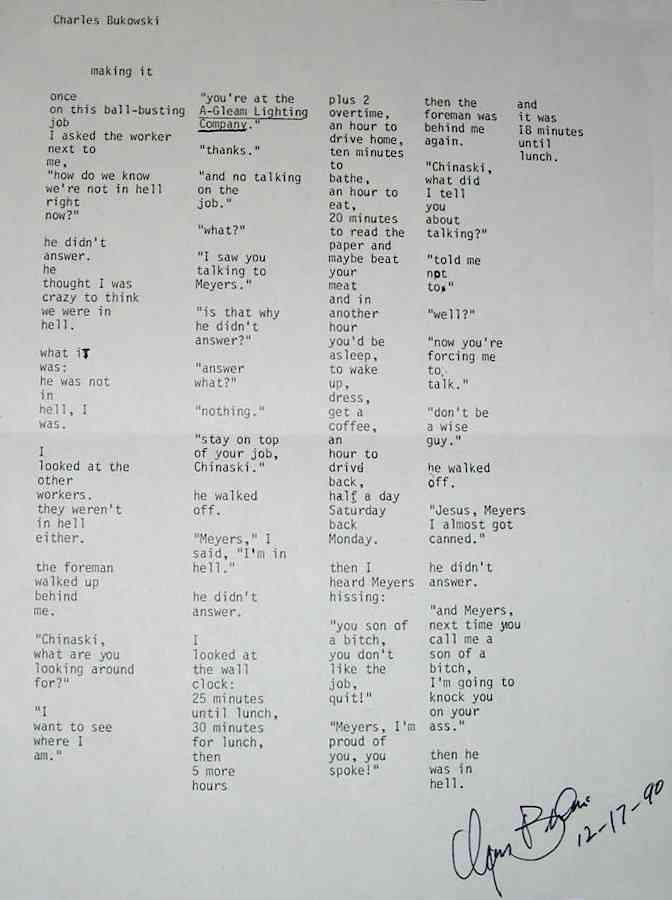 Charles Bukowski
making it
once
on this ball-busting
job
I asked the worker
next to
me,
"how do we know
we're not in hell
right
now?"
he didn't
answer.
he
thought I was
crazy to think
we were in
hell.
what iT
was:
he was not
in
hell, I
was.
I
looked at the
other
workers.
they weren't
in hell
either.
the foreman
walked up
behind
me.
"Chinaski,
what are you
looking around
for?"
"I
want to see
where I
am."
"you're at the
A-Gleam Lighting
Company."
"thanks."
"and no talking
on the
job."
"what?"
"I saw you
talking to
Meyers."
"is that why
he didn't
answer?"
"answer
what?"
"nothing."
"stay on top
of your job,
Chinaski."
he walked
off.
"Meyers," I
said, "I'm in
hell."
he didn't
answer.
I
looked at
the wall
clock:
25 minutes
until lunch,
30 minutes
for lunch,
then
5 more
hours
plus 2
overtime,
an hour to
drive home,
ten minutes
to
bathe,
an hour to
eat,
20 minutes
to read the
paper and
maybe beat
your
meat
and in
another
hour
you'd be
asleep,
to wake
up,
dress,
get a
coffee,
an
hour to
drive
back,
half a day
Saturday
back
Monday.
then I
heard Meyers
hissing:
"you son of
a bitch,
you don't
like the
job,
quit!"
"Meyers, I'm
proud of
you, you
spoke!"
then the
foreman was
behind me
again.
"Chinaski,
what did
I tell
you
about
talking?"
"told me
not
to."
"well?"
"now you're
forcing me
to
talk."
"don't be
a wise
guy."
he walked
off.
"Jesus, Meyers
I almost got
canned."
he didn't
answer.
"and Meyers,
next time you
call me a
son of a
bitch,
I'm going to
knock you
on your
ass."
then he
was in
hell.
and
it was
18 minutes
until
lunch.
12-17-90